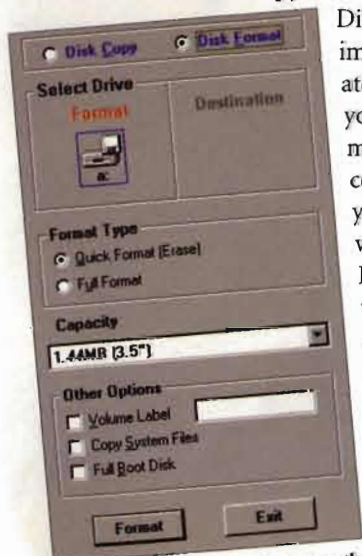 Disk Copy
Disk Format
Select Drive
Format
Destination
a:
Format Type
Quick Format (Erase)
Full Format
Capacity
1.44MB (3.5")
Other Options
Volume Label
Copy System Files
Full Boot Disk
Format
Exit
Di
im
ate
yo
m
co
y